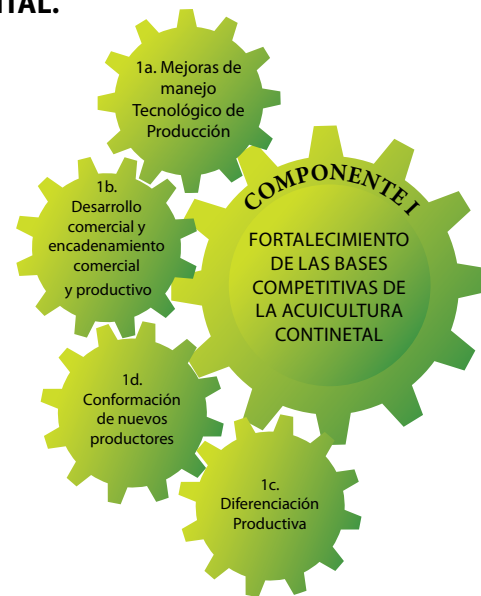 ITAL.
1a. Mejoras de
manejo
Tecnológico de
Producción
COMPONENTE I
FORTALECIMIENTO
DE LAS BASES
COMPETITIVAS DE
LA ACUICULTURA
CONTINETAL
1b.
Desarrollo
comercial y
encadenamiento
comercial
y productivo
1d.
Conformación
de nuevos
productores
1c.
Diferenciación
Productiva